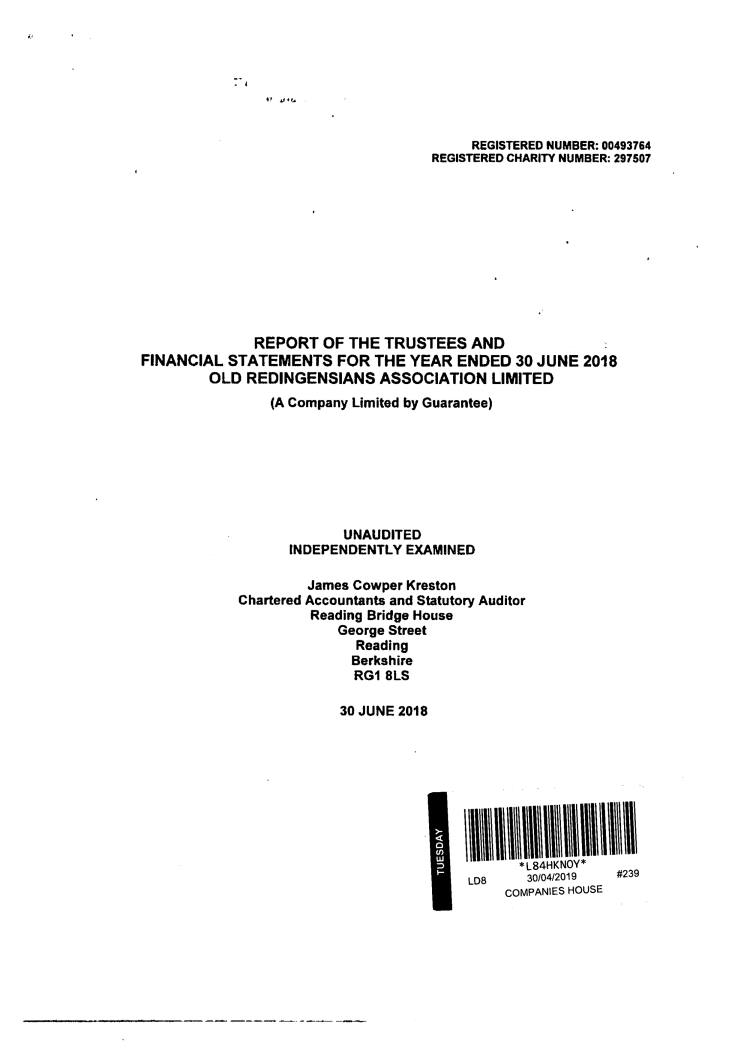 REGISTERED NUMBER: 00493764
REGISTERED CHARITY NUMBER: 297507
REPORT OF THE TRUSTEES AND
FINANCIAL STATEMENTS FOR THE YEAR ENDED 30 JUNE 2018
OLD REDINGENSIANS ASSOCIATION LIMITED
(A Company Limited by Guarantee)
UNAUDITED
INDEPENDENTLY EXAMINED
James Cowper Kreston
Chartered Accountants and Statutory Auditor
Reading Bridge House
George Street
Reading
Berkshire
RG1 8LS
30 JUNE 2018
TUESDAY
*L84HKNOY*
LD8 30/04/2019 #239
COMPANIES HOUSE